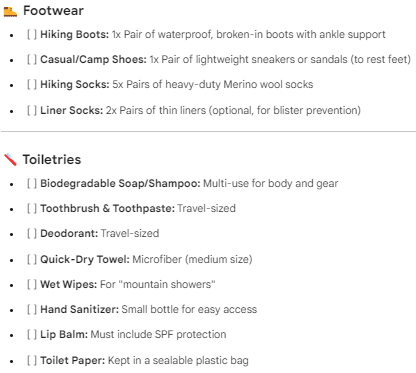 🥾 Footwear
• [ ] Hiking Boots: 1x Pair of waterproof, broken-in boots with ankle support
• [ ] Casual/Camp Shoes: 1x Pair of lightweight sneakers or sandals (to rest feet)
• [ ] Hiking Socks: 5x Pairs of heavy-duty Merino wool socks
• [ ] Liner Socks: 2x Pairs of thin liners (optional, for blister prevention)
🪥 Toiletries
• [ ] Biodegradable Soap/Shampoo: Multi-use for body and gear
• [ ] Toothbrush & Toothpaste: Travel-sized
• [ ] Deodorant: Travel-sized
• [ ] Quick-Dry Towel: Microfiber (medium size)
• [ ] Wet Wipes: For "mountain showers"
• [ ] Hand Sanitizer: Small bottle for easy access
• [ ] Lip Balm: Must include SPF protection
• [ ] Toilet Paper: Kept in a sealable plastic bag